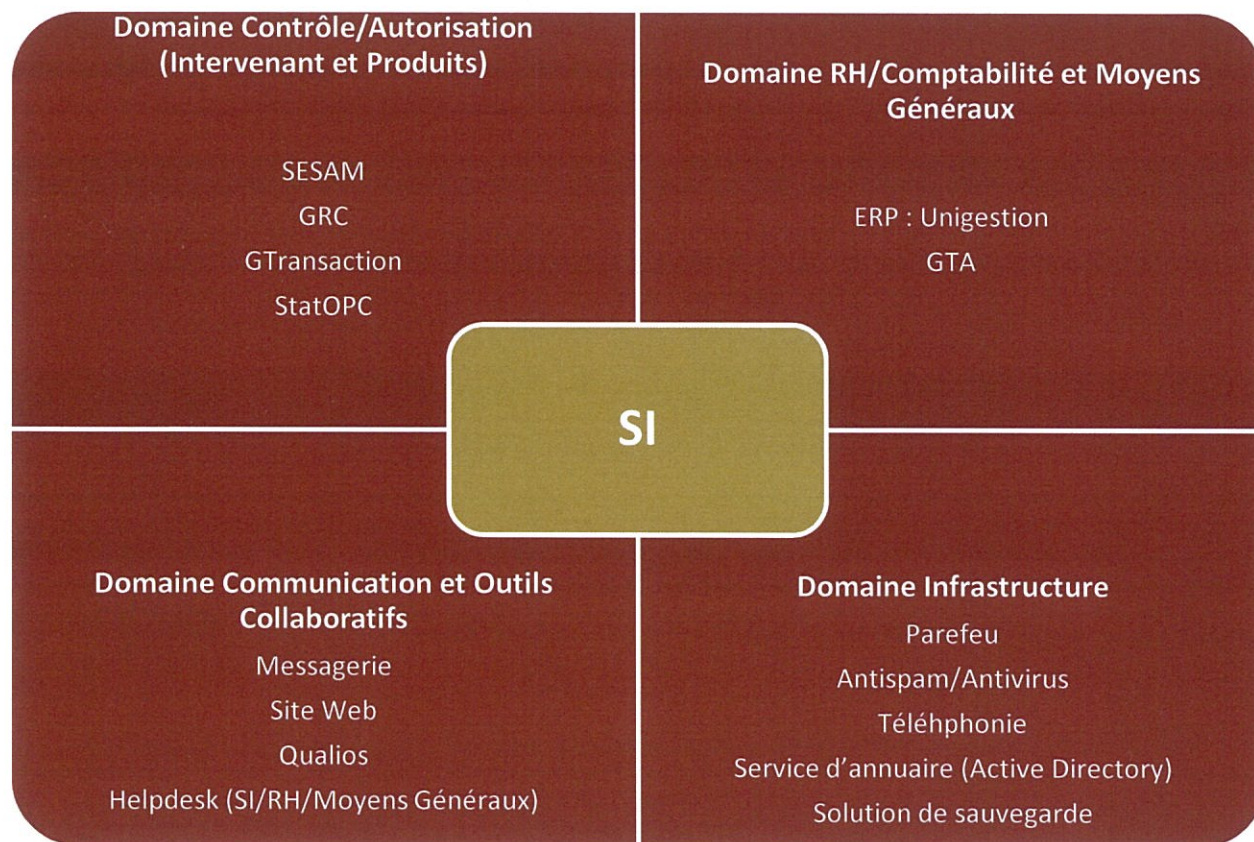 Domaine Contrôle/Autorisation
(Intervenant et Produits)
SESAM
GRC
GTransaction
StatOPC
Domaine RH/Comptabilité et Moyens
Généraux
ERP : Unigestion
GTA
SI
Domaine Communication et Outils
Collaboratifs
Messagerie
Site Web
Qualios
Helpdesk (SI/RH/Moyens Généraux)
Domaine Infrastructure
Parefeu
Antispam/Antivirus
Téléhphonie
Service d’annuaire (Active Directory)
Solution de sauvegarde